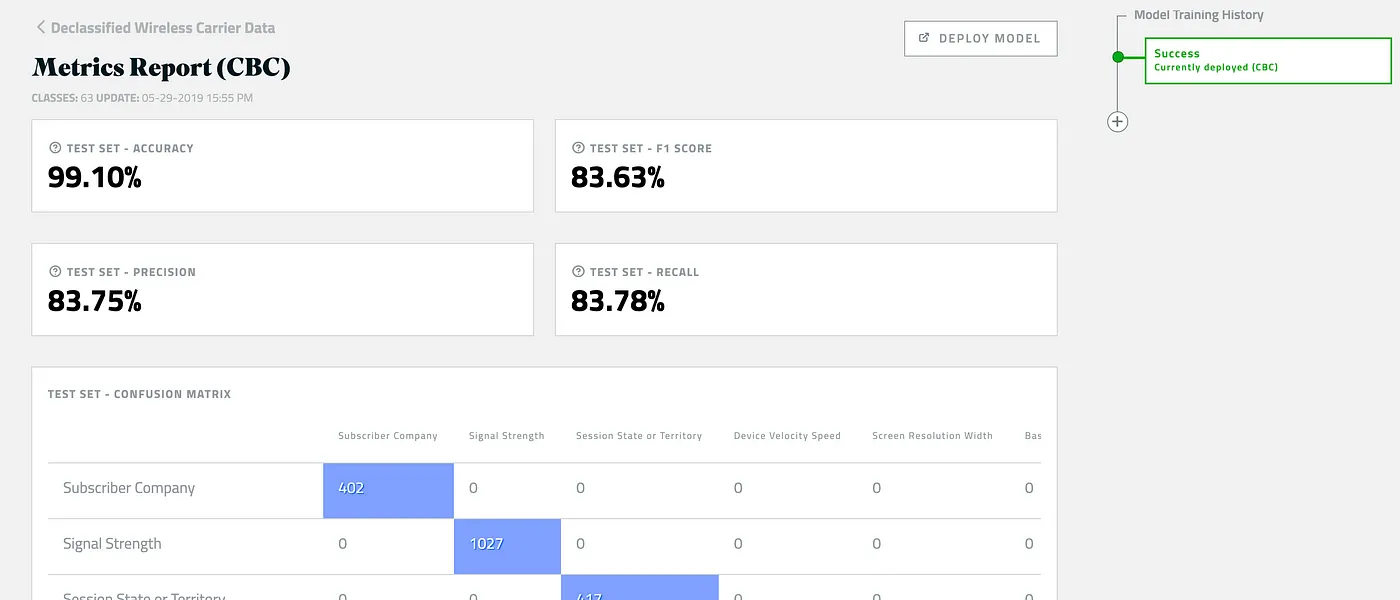 Declassified Wireless Carrier Data
Metrics Report (CBC)
CLASSES: 63 UPDATE: 05-29-2019 15:55 PM
DEPLOY MODEL
Model Training History
Success
Currently deployed (CBC)
TEST SET - ACCURACY
99.10%
TEST SET - F1 SCORE
83.63%
TEST SET - PRECISION
83.75%
TEST SET - RECALL
83.78%
TEST SET - CONFUSION MATRIX
Subscriber Company Signal Strength Session State or Territory Device Velocity Speed Screen Resolution Width Bas
Subscriber Company 402 0 0 0 0 0
Signal Strength 0 1027 0 0 0 0
Session State or Territory 0 0 417 0 0 0